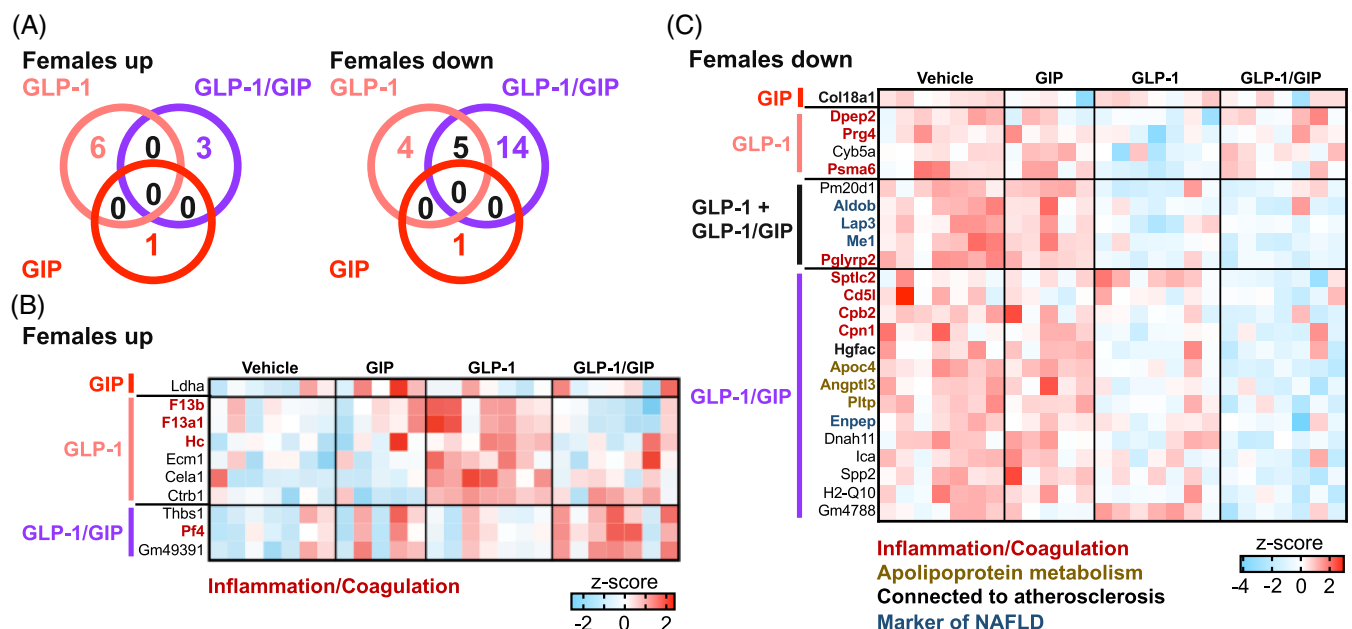 (A)
Females up
GLP-1
GLP-1/GIP
6
0
3
0
0
0
1
GIP
Females down
GLP-1
GLP-1/GIP
4
5
14
0
0
0
1
GIP
(B)
Females up
Vehicle GIP GLP-1 GLP-1/GIP
GIP
Ldha
GLP-1
F13b
F13a1
Hc
Ecm1
Cela1
Ctrb1
GLP-1/GIP
Thbs1
Pf4
Gm49391
Inflammation/Coagulation
z-score
-2 0 2
(C)
Females down
Vehicle GIP GLP-1 GLP-1/GIP
GIP
Col18a1
GLP-1
Dpep2
Prg4
Cyb5a
Psma6
GLP-1 +
GLP-1/GIP
Pm20d1
Aldob
Lap3
Me1
Pglyrp2
GLP-1/GIP
Sptlc2
Cd5l
Cpb2
Cpn1
Hgfac
Apoc4
Angptl3
Pltp
Enpep
Dnah11
Ica
Spp2
H2-Q10
Gm4788
Inflammation/Coagulation
Apolipoprotein metabolism
Connected to atherosclerosis
Marker of NAFLD
z-score
-4 -2 0 2